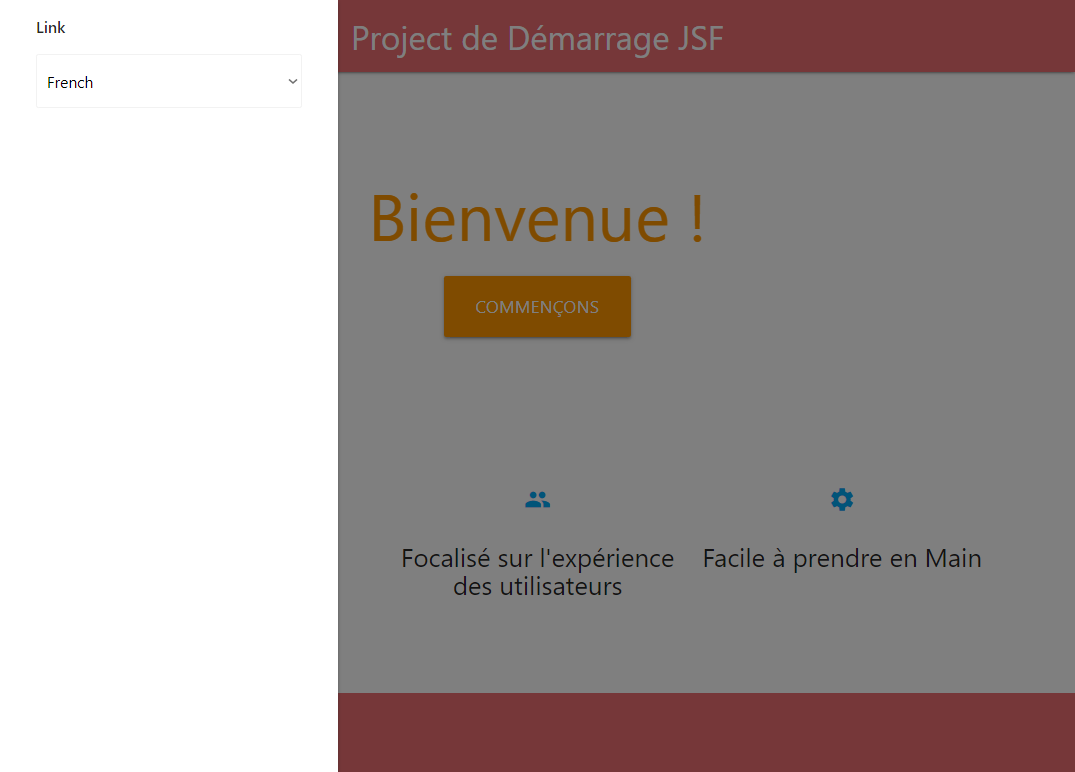 Link
French
Project de Démarrage JSF
Bienvenue !
COMMENÇONS
Focalisé sur l'expérience
des utilisateurs
Facile à prendre en Main